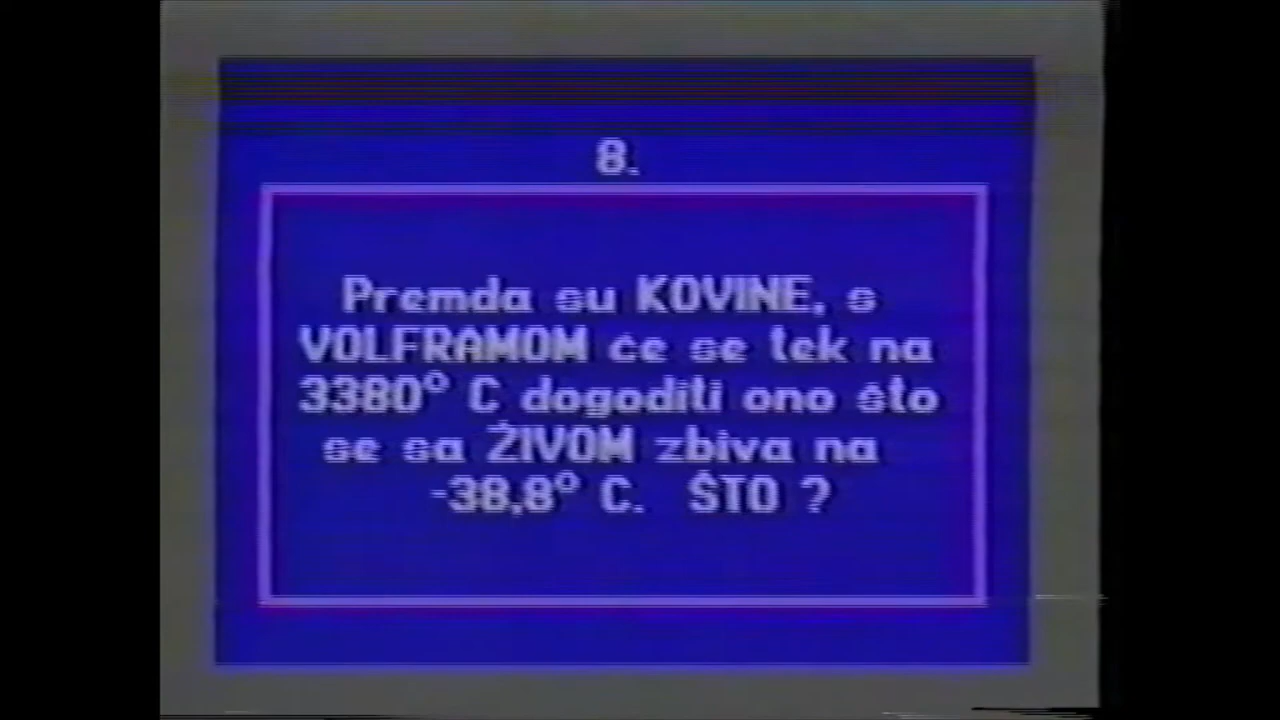 8.
Premda su KOVINE, s
VOLFRAMOM će se tek na
3380° C dogoditi ono što
se sa ŽIVOM zbiva na
-38,8° C. ŠTO ?